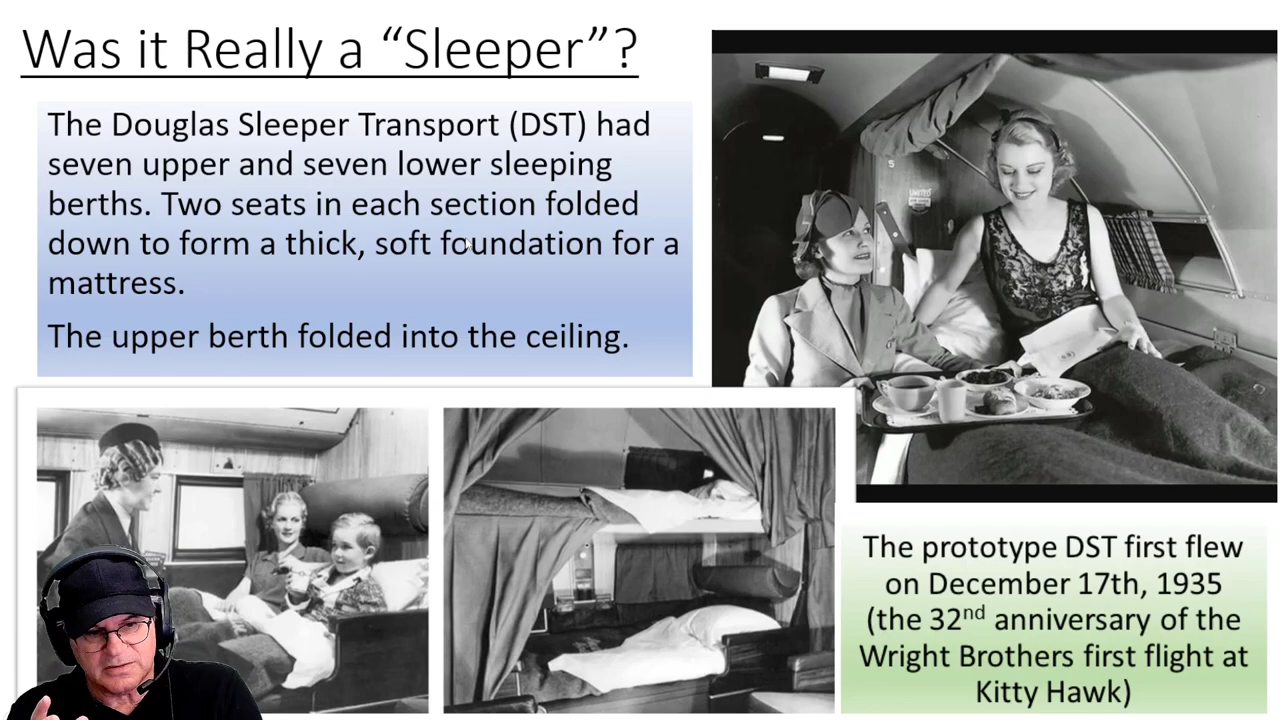 Was it Really a “Sleeper”?
The Douglas Sleeper Transport (DST) had
seven upper and seven lower sleeping
berths. Two seats in each section folded
down to form a thick, soft foundation for a
mattress.
The upper berth folded into the ceiling.
5
UNITED
The prototype DST first flew
on December 17th, 1935
(the 32nd anniversary of the
Wright Brothers first flight at
Kitty Hawk)